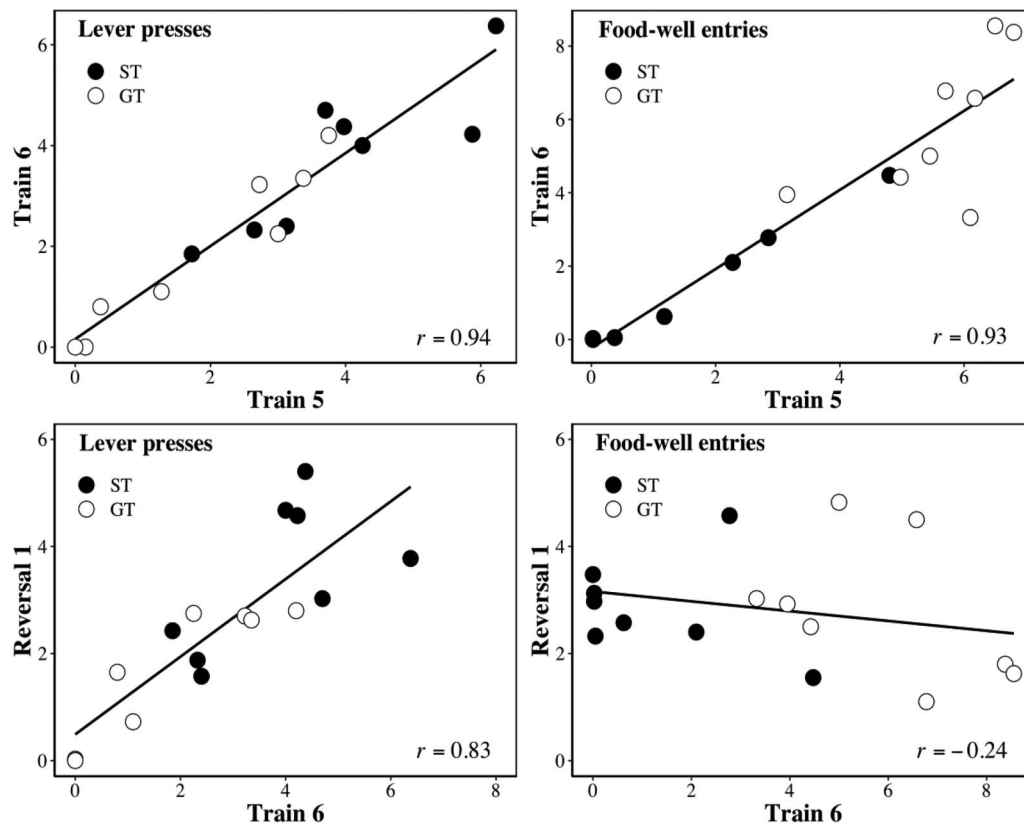 Lever presses
ST
GT
6
4
2
0
Train 6
r = 0.94
0 2 4 6
Train 5
Food-well entries
ST
GT
8
6
4
2
0
Train 6
r = 0.93
0 2 4 6
Train 5
Lever presses
ST
GT
6
4
2
0
Reversal 1
r = 0.83
0 2 4 6 8
Train 6
Food-well entries
ST
GT
6
4
2
0
Reversal 1
r = −0.24
0 2 4 6 8
Train 6